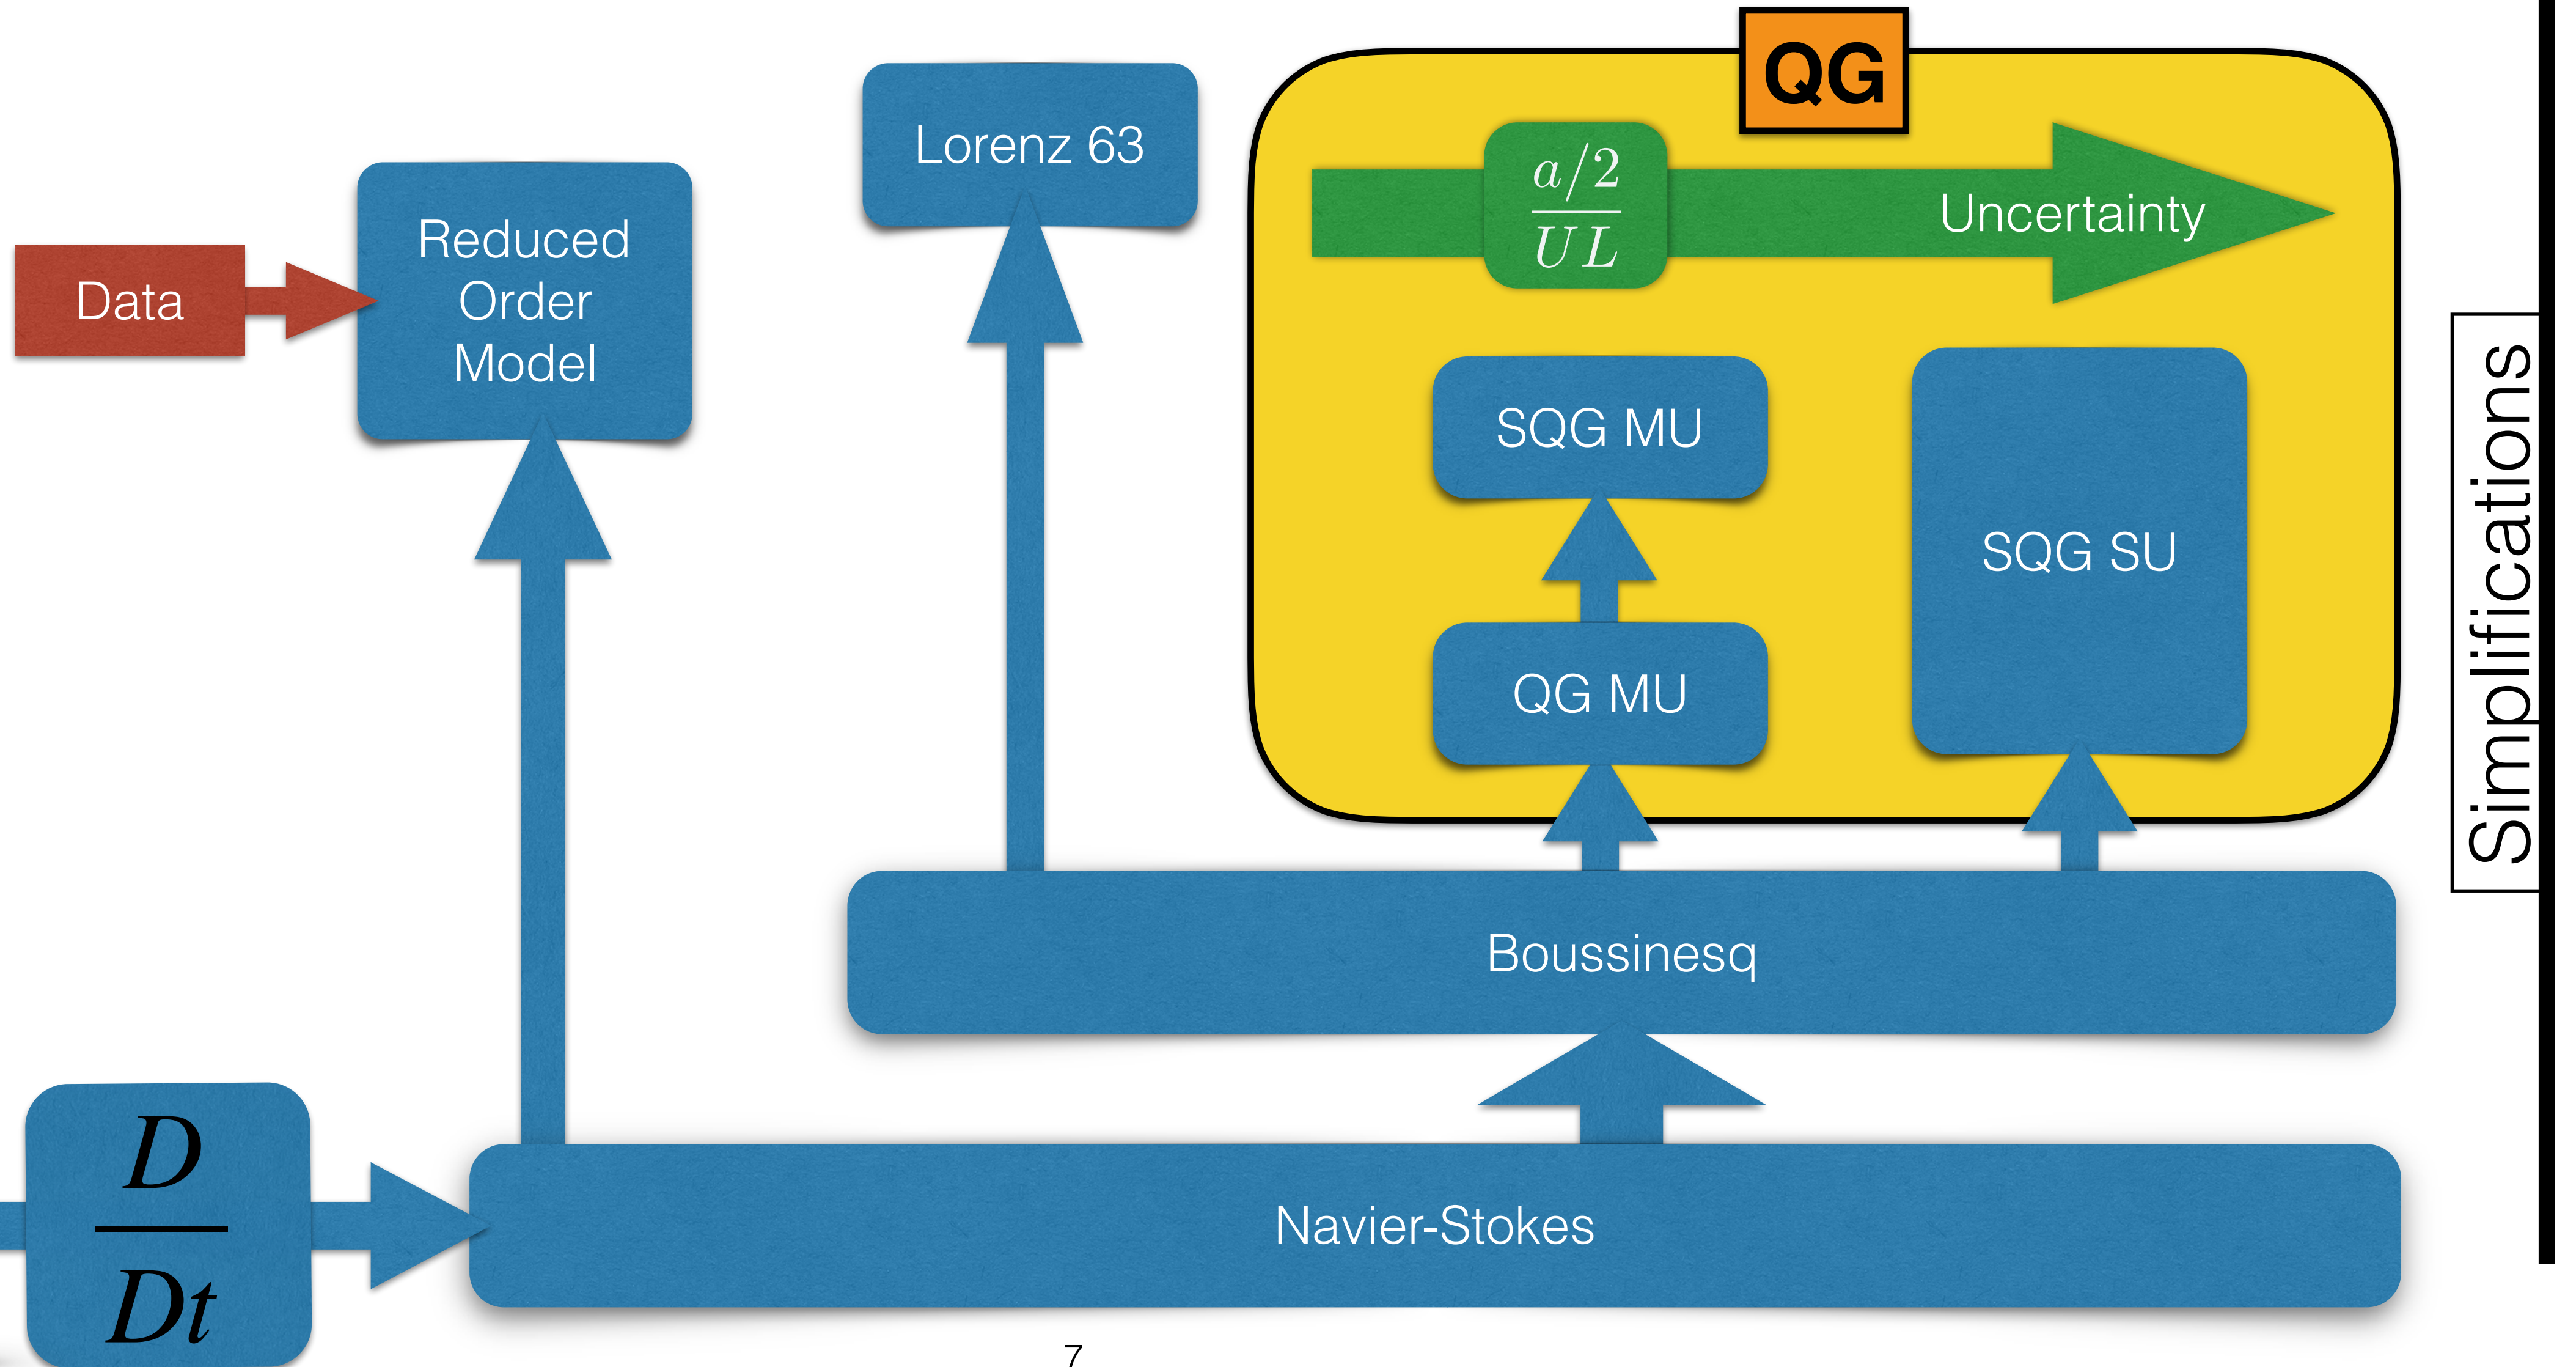 QG
Lorenz 63
a/2
UL
Uncertainty
Reduced
Order
Model
Data
SQG MU
SQG SU
QG MU
Simplifications
Boussinesq
D
Dt
Navier-Stokes
7